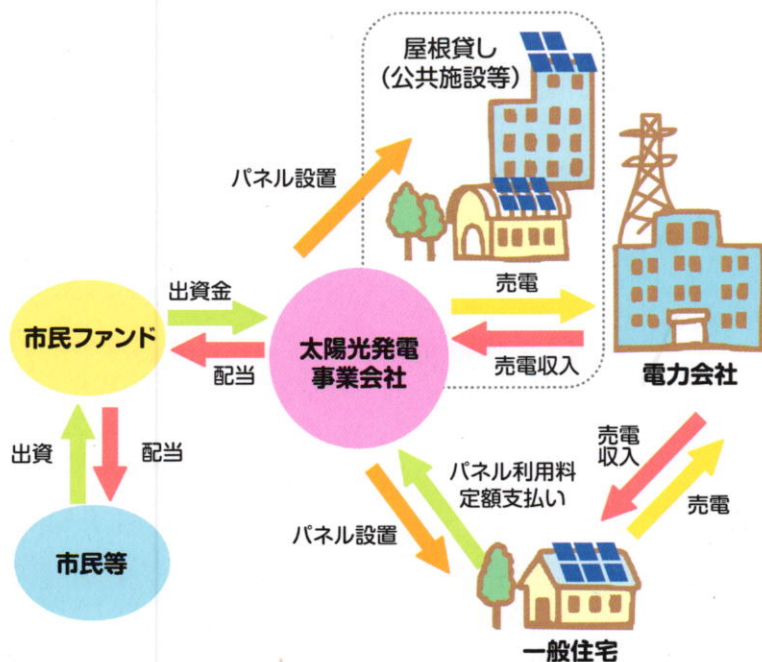 屋根貸し
(公共施設等)
パネル設置
出資金
売電
市民ファンド
太陽光発電
事業会社
配当
売電収入
電力会社
出資
配当
パネル利用料
定額支払い
売電
収入
売電
パネル設置
市民等
一般住宅